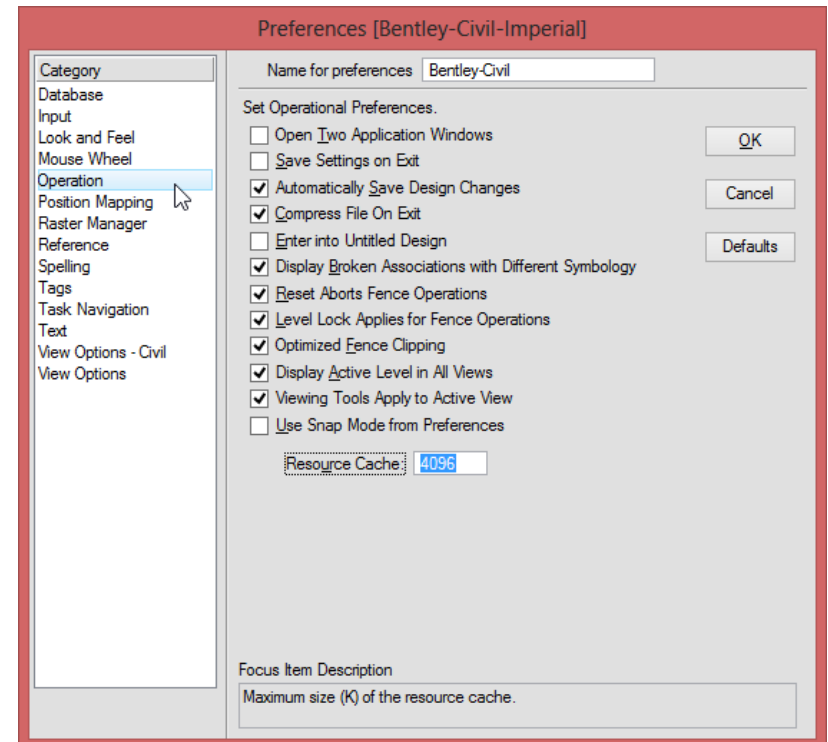 Preferences [Bentley-Civil-Imperial]
Category
Database
Input
Look and Feel
Mouse Wheel
Operation
Position Mapping
Raster Manager
Reference
Spelling
Tags
Task Navigation
Text
View Options - Civil
View Options
Name for preferences Bentley-Civil
Set Operational Preferences.
Open Two Application Windows
Save Settings on Exit
Automatically Save Design Changes
Compress File On Exit
Enter into Untitled Design
Display Broken Associations with Different Symbology
Reset Aborts Fence Operations
Level Lock Applies for Fence Operations
Optimized Fence Clipping
Display Active Level in All Views
Viewing Tools Apply to Active View
Use Snap Mode from Preferences
Resource Cache: 4096
OK
Cancel
Defaults
Focus Item Description
Maximum size (K) of the resource cache.